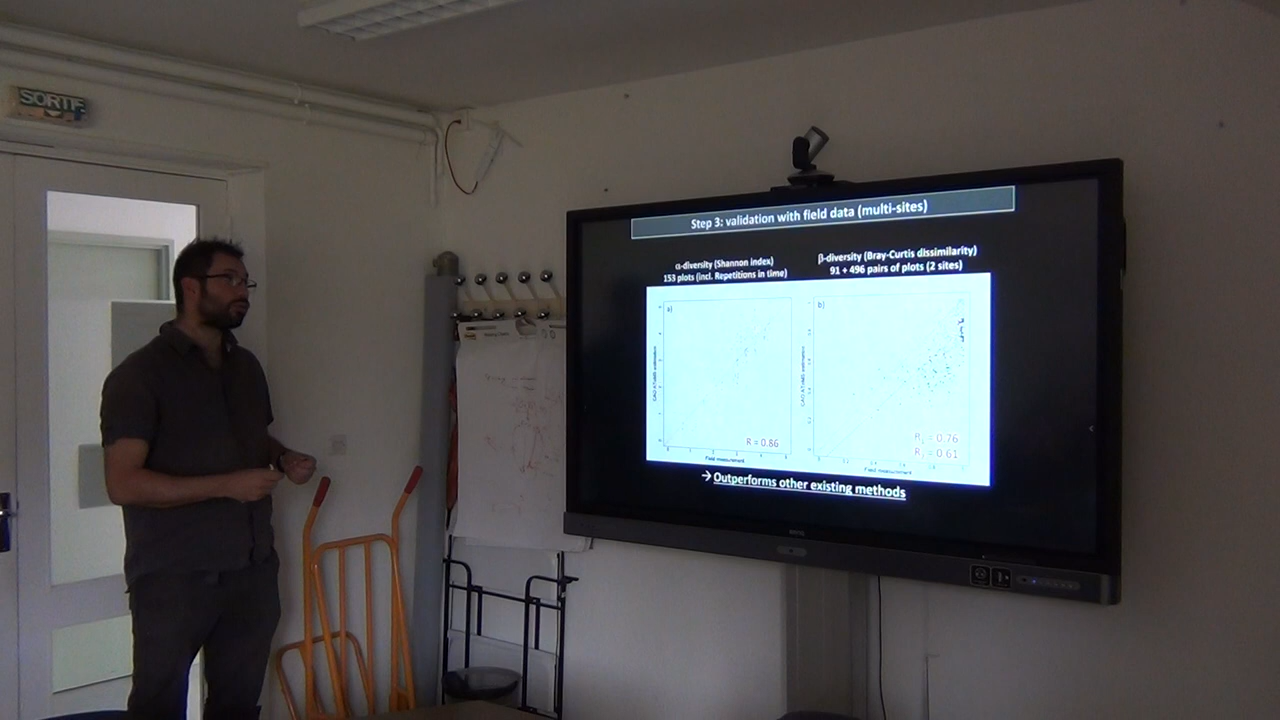 SORTIE
Step 3: validation with field data (multi-sites)
α-diversity (Shannon index)
153 plots (incl. Repetitions in time)
β-diversity (Bray-Curtis dissimilarity)
91 + 496 pairs of plots (2 sites)
a)
b)
R = 0.86
R₁ = 0.76
R₂ = 0.61
Field measurement
Field measurement
→ Outperforms other existing methods